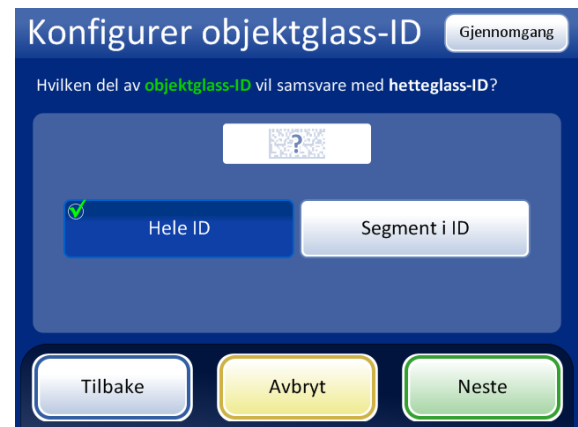 Konfigurer objektglass-ID
Gjennomgang
Hvilken del av objektglass-ID vil samsvare med hetteglass-ID?
?
Hele ID
Segment i ID
Tilbake
Avbryt
Neste